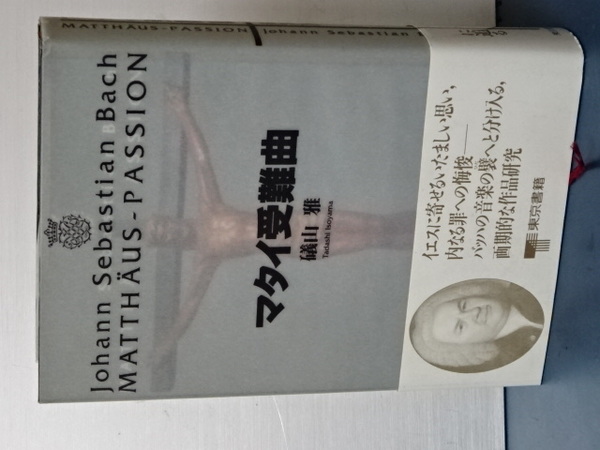 Johann Sebastian Bach
MATTHÄUS-PASSION
マタイ受難曲
礒山 雅
Tadashi Isoyama
イエスに寄せるいたましい思い、
内なる罪への悔悛――
バッハの音楽の襞へと分け入る、
画期的な作品研究
東京書籍
MATTHÄUS-PASSION Johann Sebastian